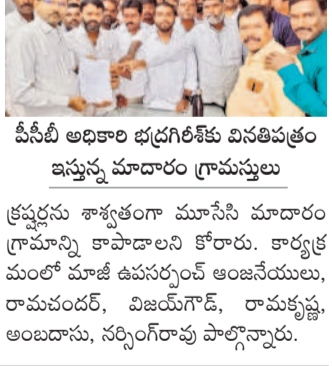 పీసీబీ అధికారి భద్రగిరీశ్‌కు వినతిపత్రం
ఇస్తున్న మాదారం గ్రామస్తులు
క్రషర్లను శాశ్వతంగా మూసేసి మాదారం
గ్రామాన్ని కాపాడాలని కోరారు. కార్యక్ర
మంలో మాజీ ఉపసర్పంచ్ ఆంజనేయులు,
రామచందర్, విజయ్‌గౌడ్, రామకృష్ణ,
అంబదాసు, నర్సింగ్‌రావు పాల్గొన్నారు.